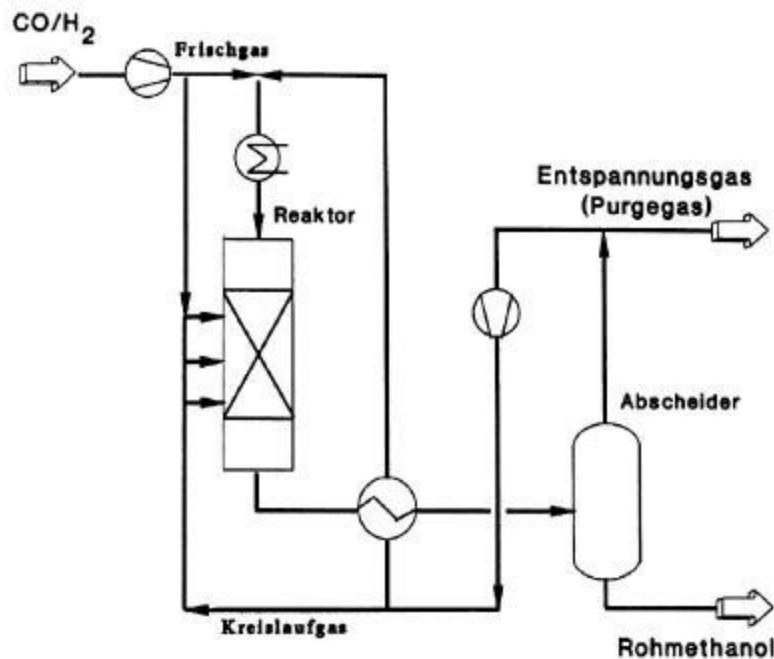 CO/H2
Frischgas
Reaktor
Entspannungsgas
(Purgegas)
Abscheider
Kreislaufgas
Rohmethanol